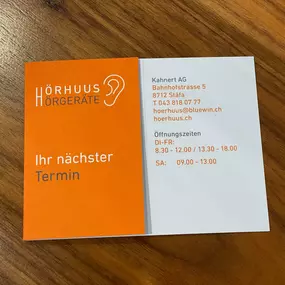 HÖRHUUS
HÖRGERÄTE
Ihr nächster
Termin
Kahnert AG
Bahnhofstrasse 5
8712 Stäfa
T 043 818 07 77
hoerhuus@bluewin.ch
hoerhuus.ch
Öffnungszeiten
DI-FR:
8.30 - 12.00 / 13.30 - 18.00
SA: 09.00 - 13.00